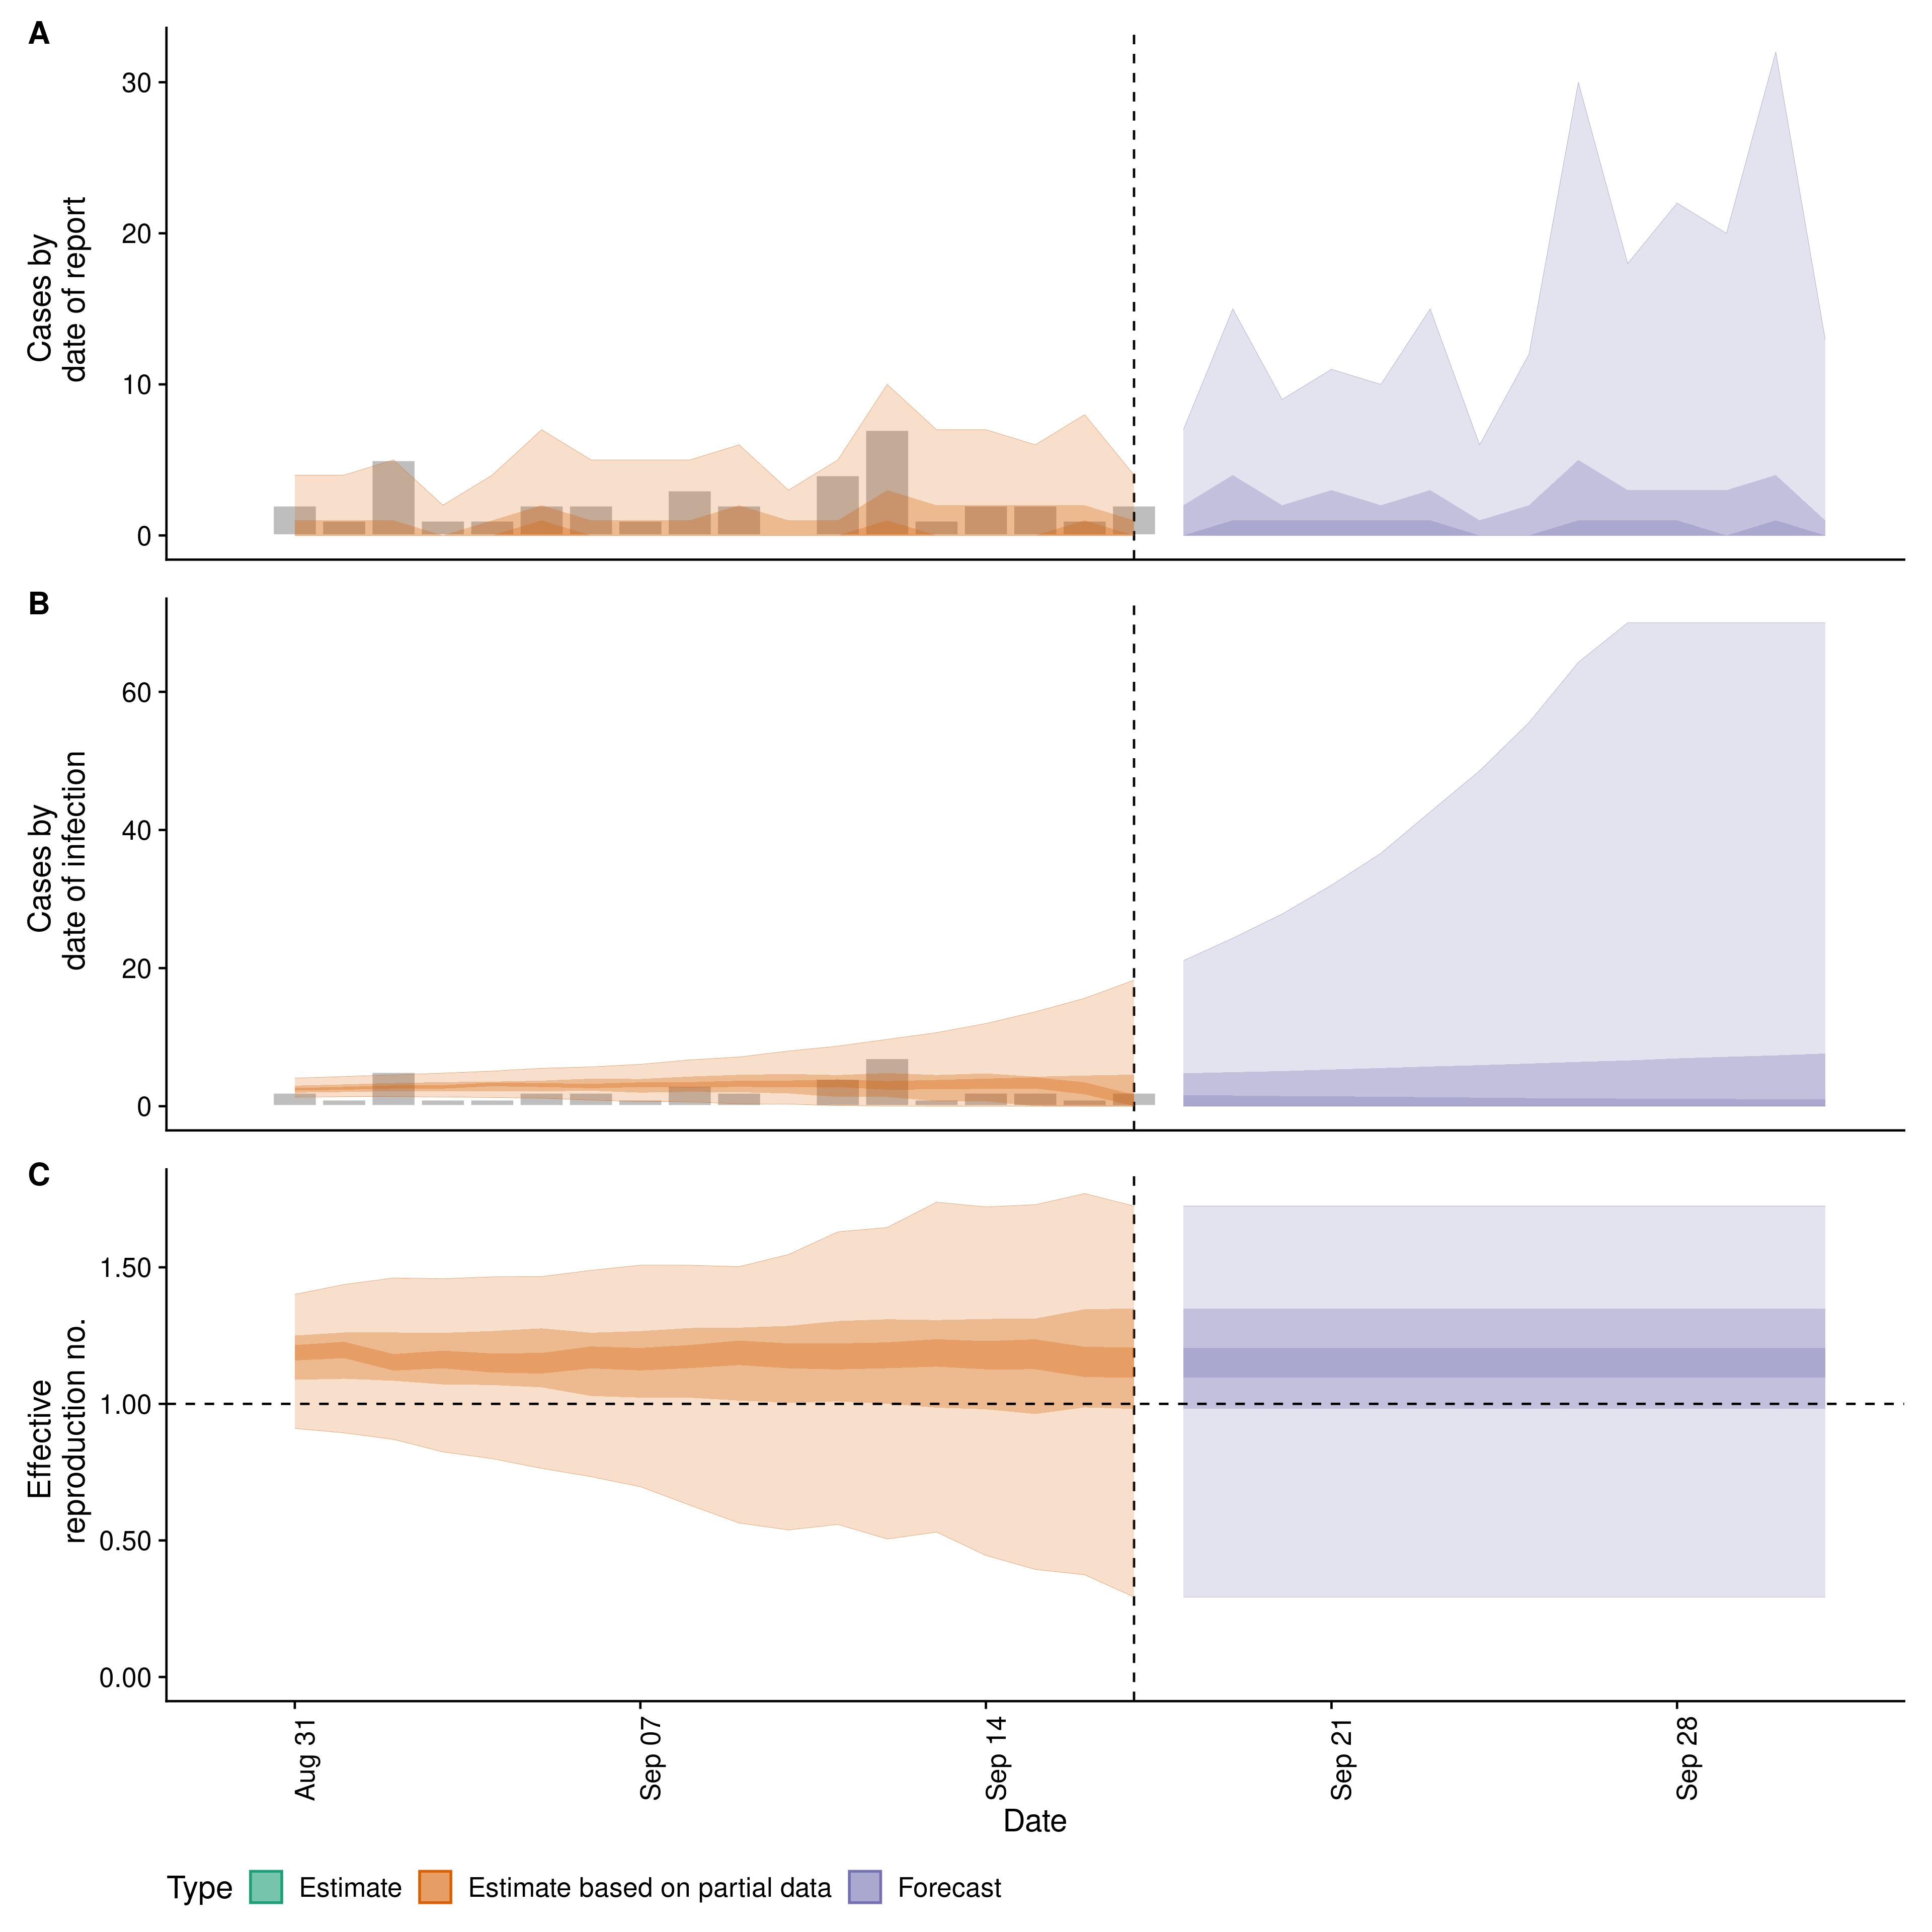 A
Cases by
date of report
30
20
10
0
B
Cases by
date of infection
60
40
20
0
C
Effective
reproduction no.
1.50
1.00
0.50
0.00
Aug 31
Sep 07
Sep 14
Sep 21
Sep 28
Date
Type Estimate Estimate based on partial data Forecast